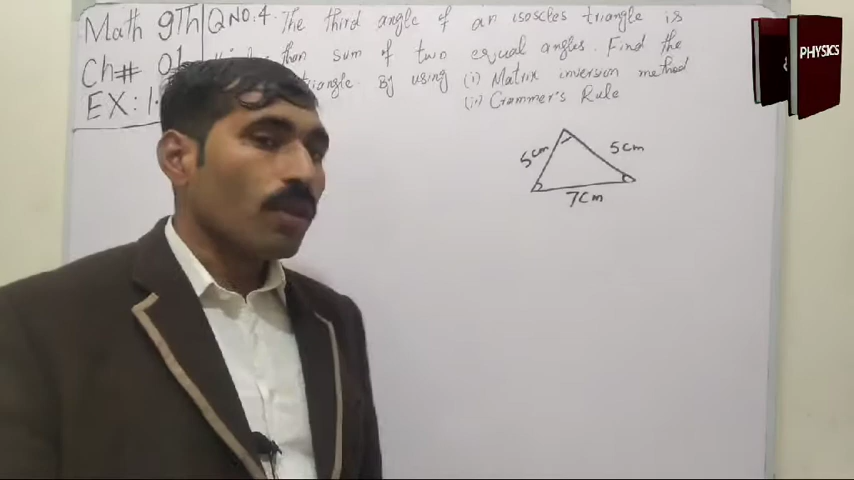 Math 9Th
Ch# 01
EX: 1.
Q NO: 4. The third angle of an isoscles triangle is
than sum of two equal angles. Find the
triangle. By using (i) Matrix inversion method
(ii) Crammer's Rule
5cm
5cm
7cm
PHYSICS